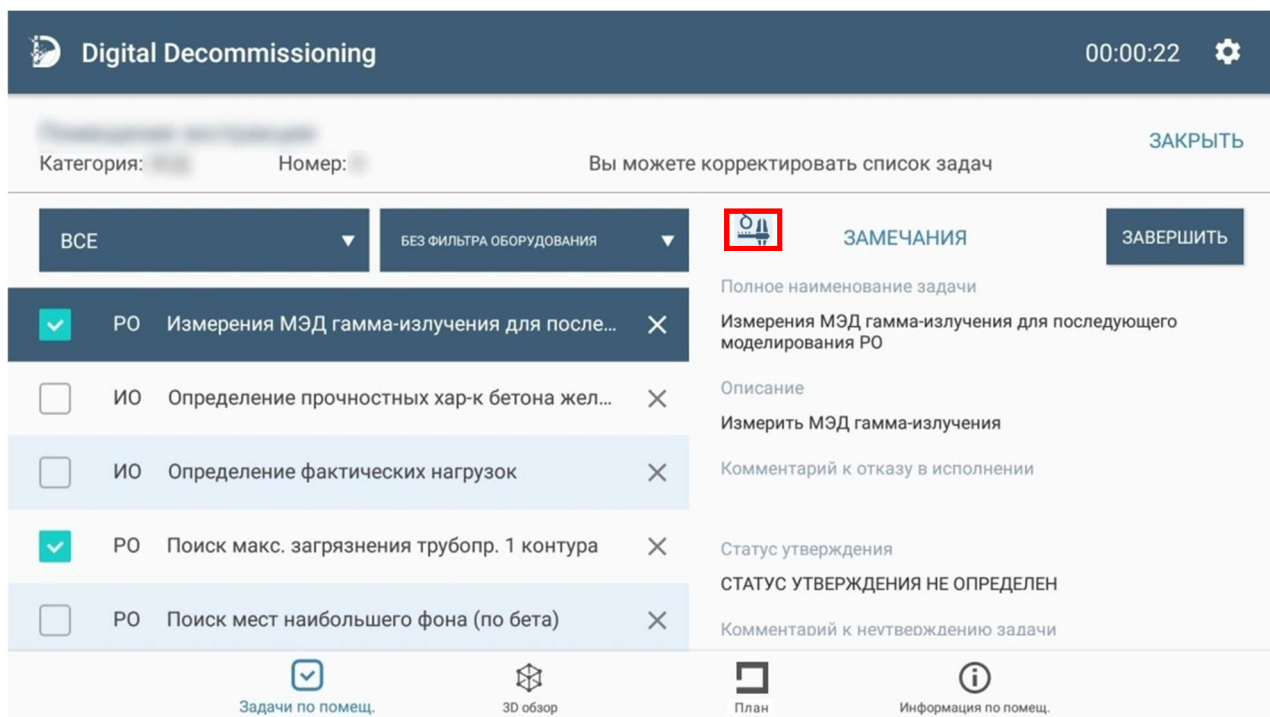 Digital Decommissioning
00:00:22
ЗАКРЫТЬ
Категория:
Номер:
Вы можете корректировать список задач
ВСЕ
БЕЗ ФИЛЬТРА ОБОРУДОВАНИЯ
ЗАМЕЧАНИЯ
ЗАВЕРШИТЬ
РО Измерения МЭД гамма-излучения для после...
ИО Определение прочностных хар-к бетона жел...
ИО Определение фактических нагрузок
РО Поиск макс. загрязнения трубопр. 1 контура
РО Поиск мест наибольшего фона (по бета)
Полное наименование задачи
Измерения МЭД гамма-излучения для последующего
моделирования РО
Описание
Измерить МЭД гамма-излучения
Комментарий к отказу в исполнении
Статус утверждения
СТАТУС УТВЕРЖДЕНИЯ НЕ ОПРЕДЕЛЕН
Комментарий к неутверждению задачи
Задачи по помещ.
3D обзор
План
Информация по помещ.